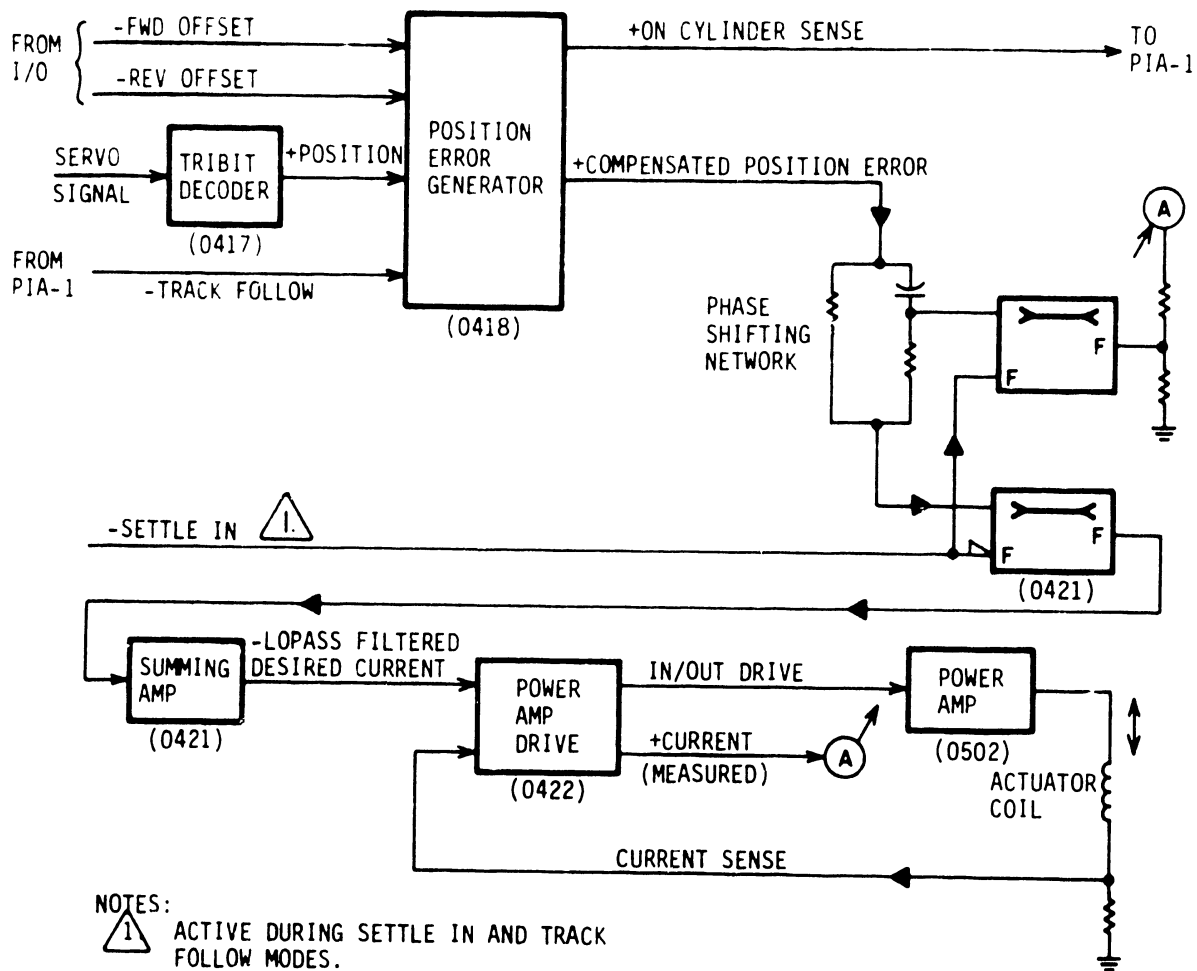 FROM
I/O
-FWD OFFSET
-REV OFFSET
+ON CYLINDER SENSE
TO
PIA-1
POSITION
ERROR
GENERATOR
(0418)
SERVO
SIGNAL
TRIBIT
DECODER
(0417)
+POSITION
+COMPENSATED POSITION ERROR
A
FROM
PIA-1
-TRACK FOLLOW
PHASE
SHIFTING
NETWORK
F
F
-SETTLE IN
1.
F
F
(0421)
SUMMING
AMP
(0421)
-LOPASS FILTERED
DESIRED CURRENT
POWER
AMP
DRIVE
(0422)
IN/OUT DRIVE
+CURRENT
(MEASURED)
A
POWER
AMP
(0502)
ACTUATOR
COIL
CURRENT SENSE
NOTES:
1 ACTIVE DURING SETTLE IN AND TRACK
FOLLOW MODES.